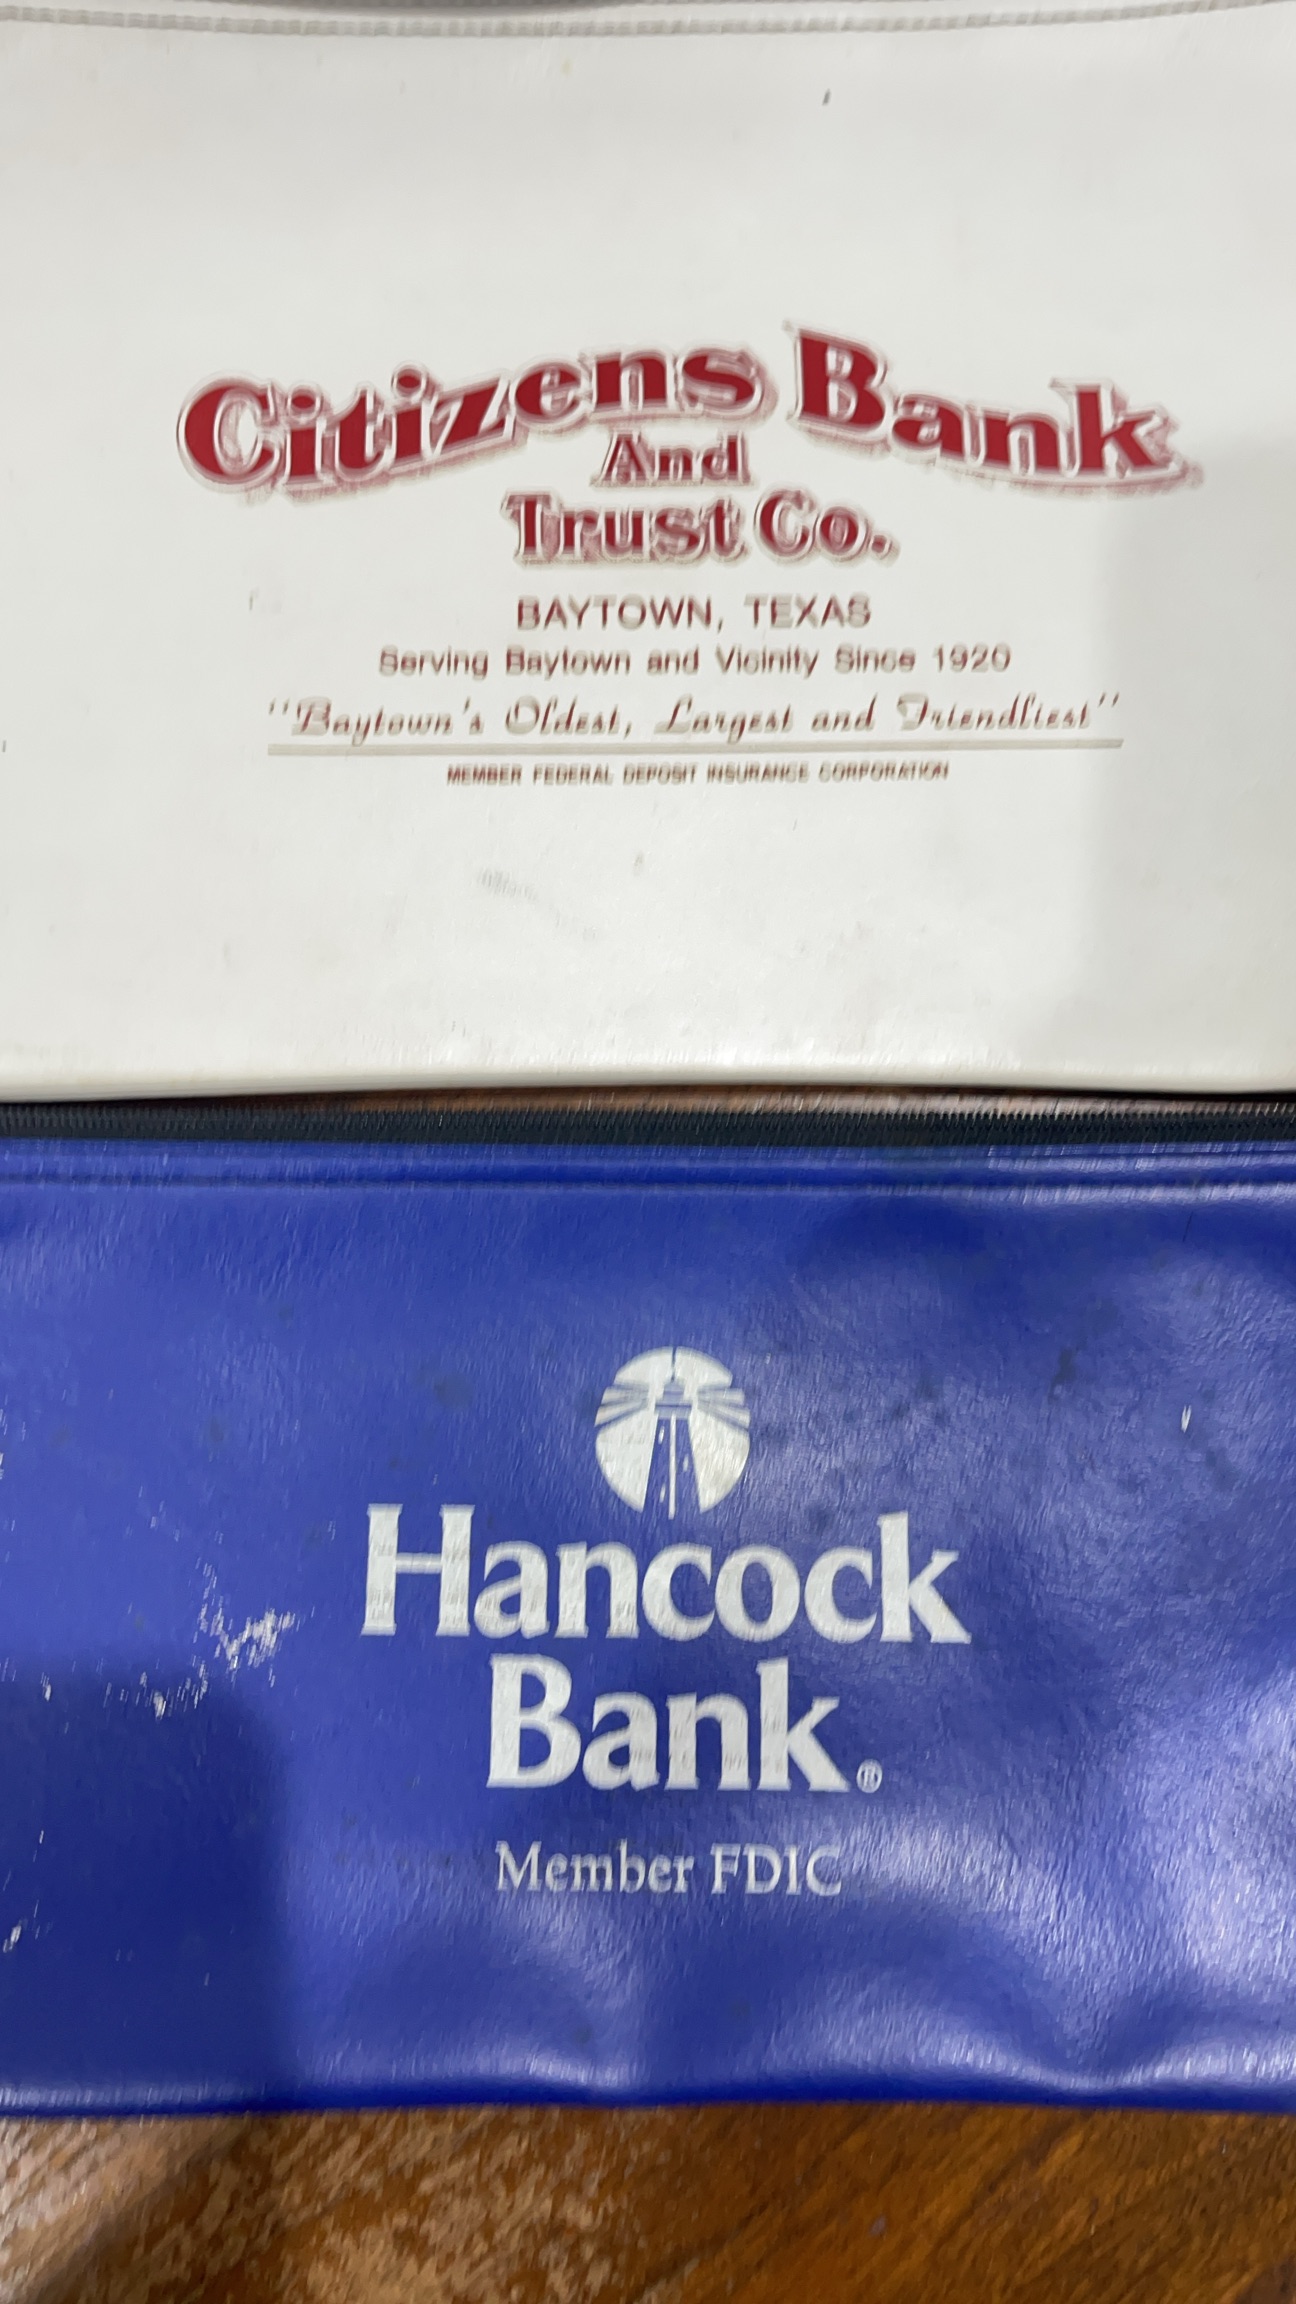 Citizens Bank
And
Trust Co.
BAYTOWN, TEXAS
Serving Baytown and Vicinity Since 1920
"Baytown's Oldest, Largest and Friendliest"
MEMBER FEDERAL DEPOSIT INSURANCE CORPORATION
Hancock
Bank.®
Member FDIC